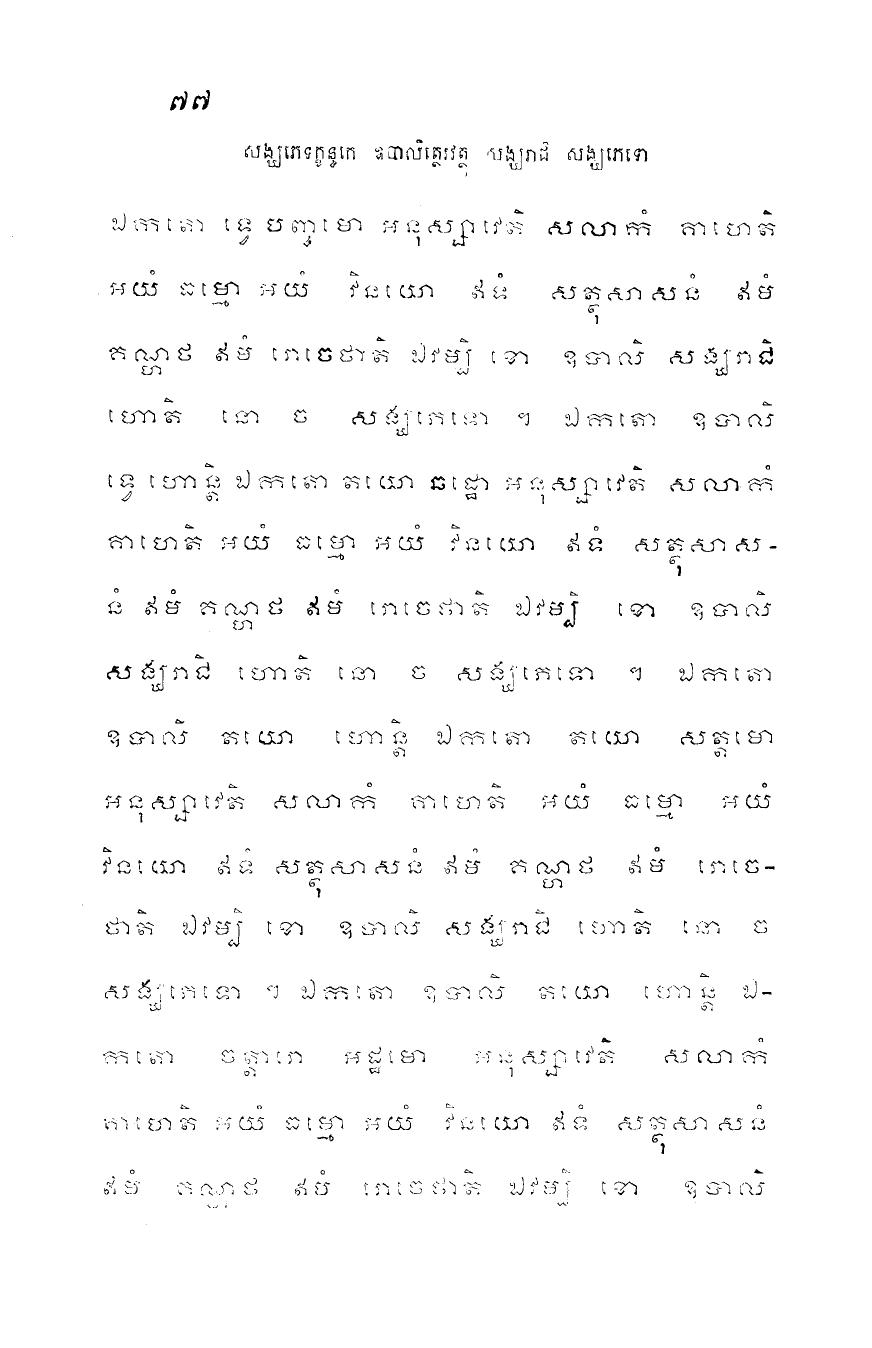 ៧៧
សង្ឃភេទក្ខន្ធកេ ឧបាលិត្ថេរវត្ថុ សង្ឃរាជិ សង្ឃភេទោ
ឯកតោ ទ្វេ បញ្ចមោ អនុស្សាវេតិ សលាកំ គាហេតិ
អយំ ធម្មោ អយំ វិនយោ ឥទំ សត្ថុសាសនំ ឥមំ
គណ្ហថ ឥមំ រោចេថាតិ ឯវម្បិ ខោ ឧបាលិ សង្ឃរាជិ
ហោតិ នោ ច សង្ឃភេទោ ។ ឯកតោ ឧបាលិ
ទ្វេ ហោន្តិ ឯកតោ តយោ ឆដ្ឋោ អនុស្សាវេតិ សលាកំ
គាហេតិ អយំ ធម្មោ អយំ វិនយោ ឥទំ សត្ថុសាស-
នំ ឥមំ គណ្ហថ ឥមំ រោចេថាតិ ឯវម្បិ ខោ ឧបាលិ
សង្ឃរាជិ ហោតិ នោ ច សង្ឃភេទោ ។ ឯកតោ
ឧបាលិ តយោ ហោន្តិ ឯកតោ តយោ សត្តមោ
អនុស្សាវេតិ សលាកំ គាហេតិ អយំ ធម្មោ អយំ
វិនយោ ឥទំ សត្ថុសាសនំ ឥមំ គណ្ហថ ឥមំ រោចេ-
ថាតិ ឯវម្បិ ខោ ឧបាលិ សង្ឃរាជិ ហោតិ នោ ច
សង្ឃភេទោ ។ ឯកតោ ឧបាលិ តយោ ហោន្តិ ឯ-
កតោ ចត្តារោ អដ្ឋមោ អនុស្សាវេតិ សលាកំ
គាហេតិ អយំ ធម្មោ អយំ វិនយោ ឥទំ សត្ថុសាសនំ
ឥមំ គណ្ហថ ឥមំ រោចេថាតិ ឯវម្បិ ខោ ឧបាលិ